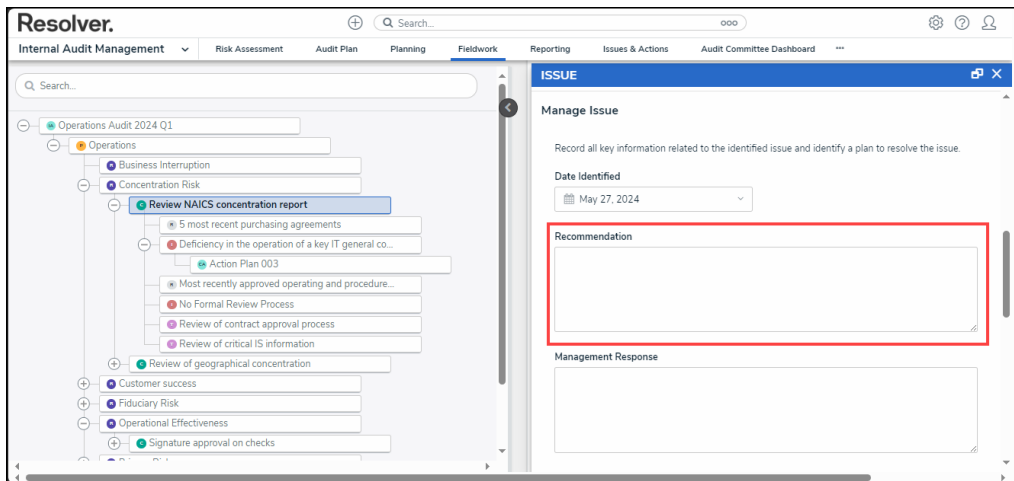 Resolver.
Search...
Internal Audit Management
Risk Assessment
Audit Plan
Planning
Fieldwork
Reporting
Issues & Actions
Audit Committee Dashboard
Search...
Operations Audit 2024 Q1
Operations
Business Interruption
Concentration Risk
Review NAICS concentration report
5 most recent purchasing agreements
Deficiency in the operation of a key IT general co...
Action Plan 003
Most recently approved operating and procedure...
No Formal Review Process
Review of contract approval process
Review of critical IS information
Review of geographical concentration
Customer success
Fiduciary Risk
Operational Effectiveness
Signature approval on checks
ISSUE
Manage Issue
Record all key information related to the identified issue and identify a plan to resolve the issue.
Date Identified
May 27, 2024
Recommendation
Management Response